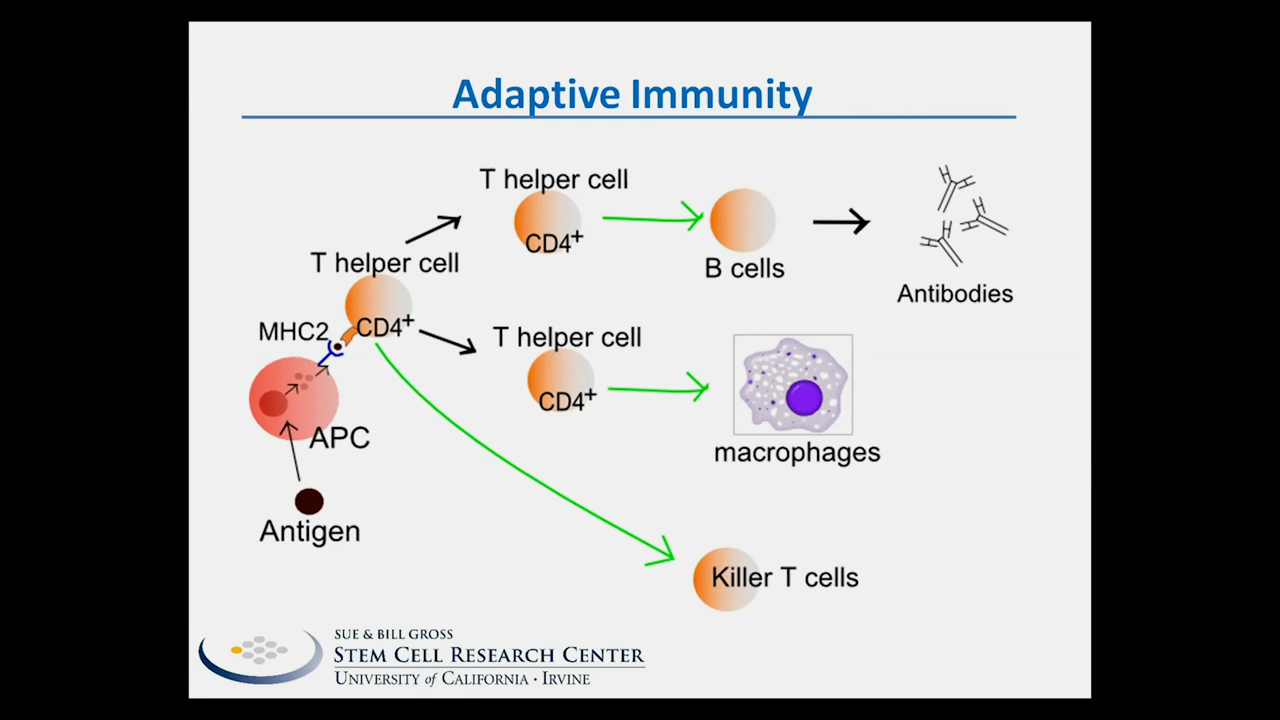 Adaptive Immunity
T helper cell
CD4+
B cells
Antibodies
T helper cell
CD4+
MHC2
T helper cell
CD4+
APC
macrophages
Antigen
Killer T cells
SUE & BILL GROSS
STEM CELL RESEARCH CENTER
UNIVERSITY of CALIFORNIA · IRVINE